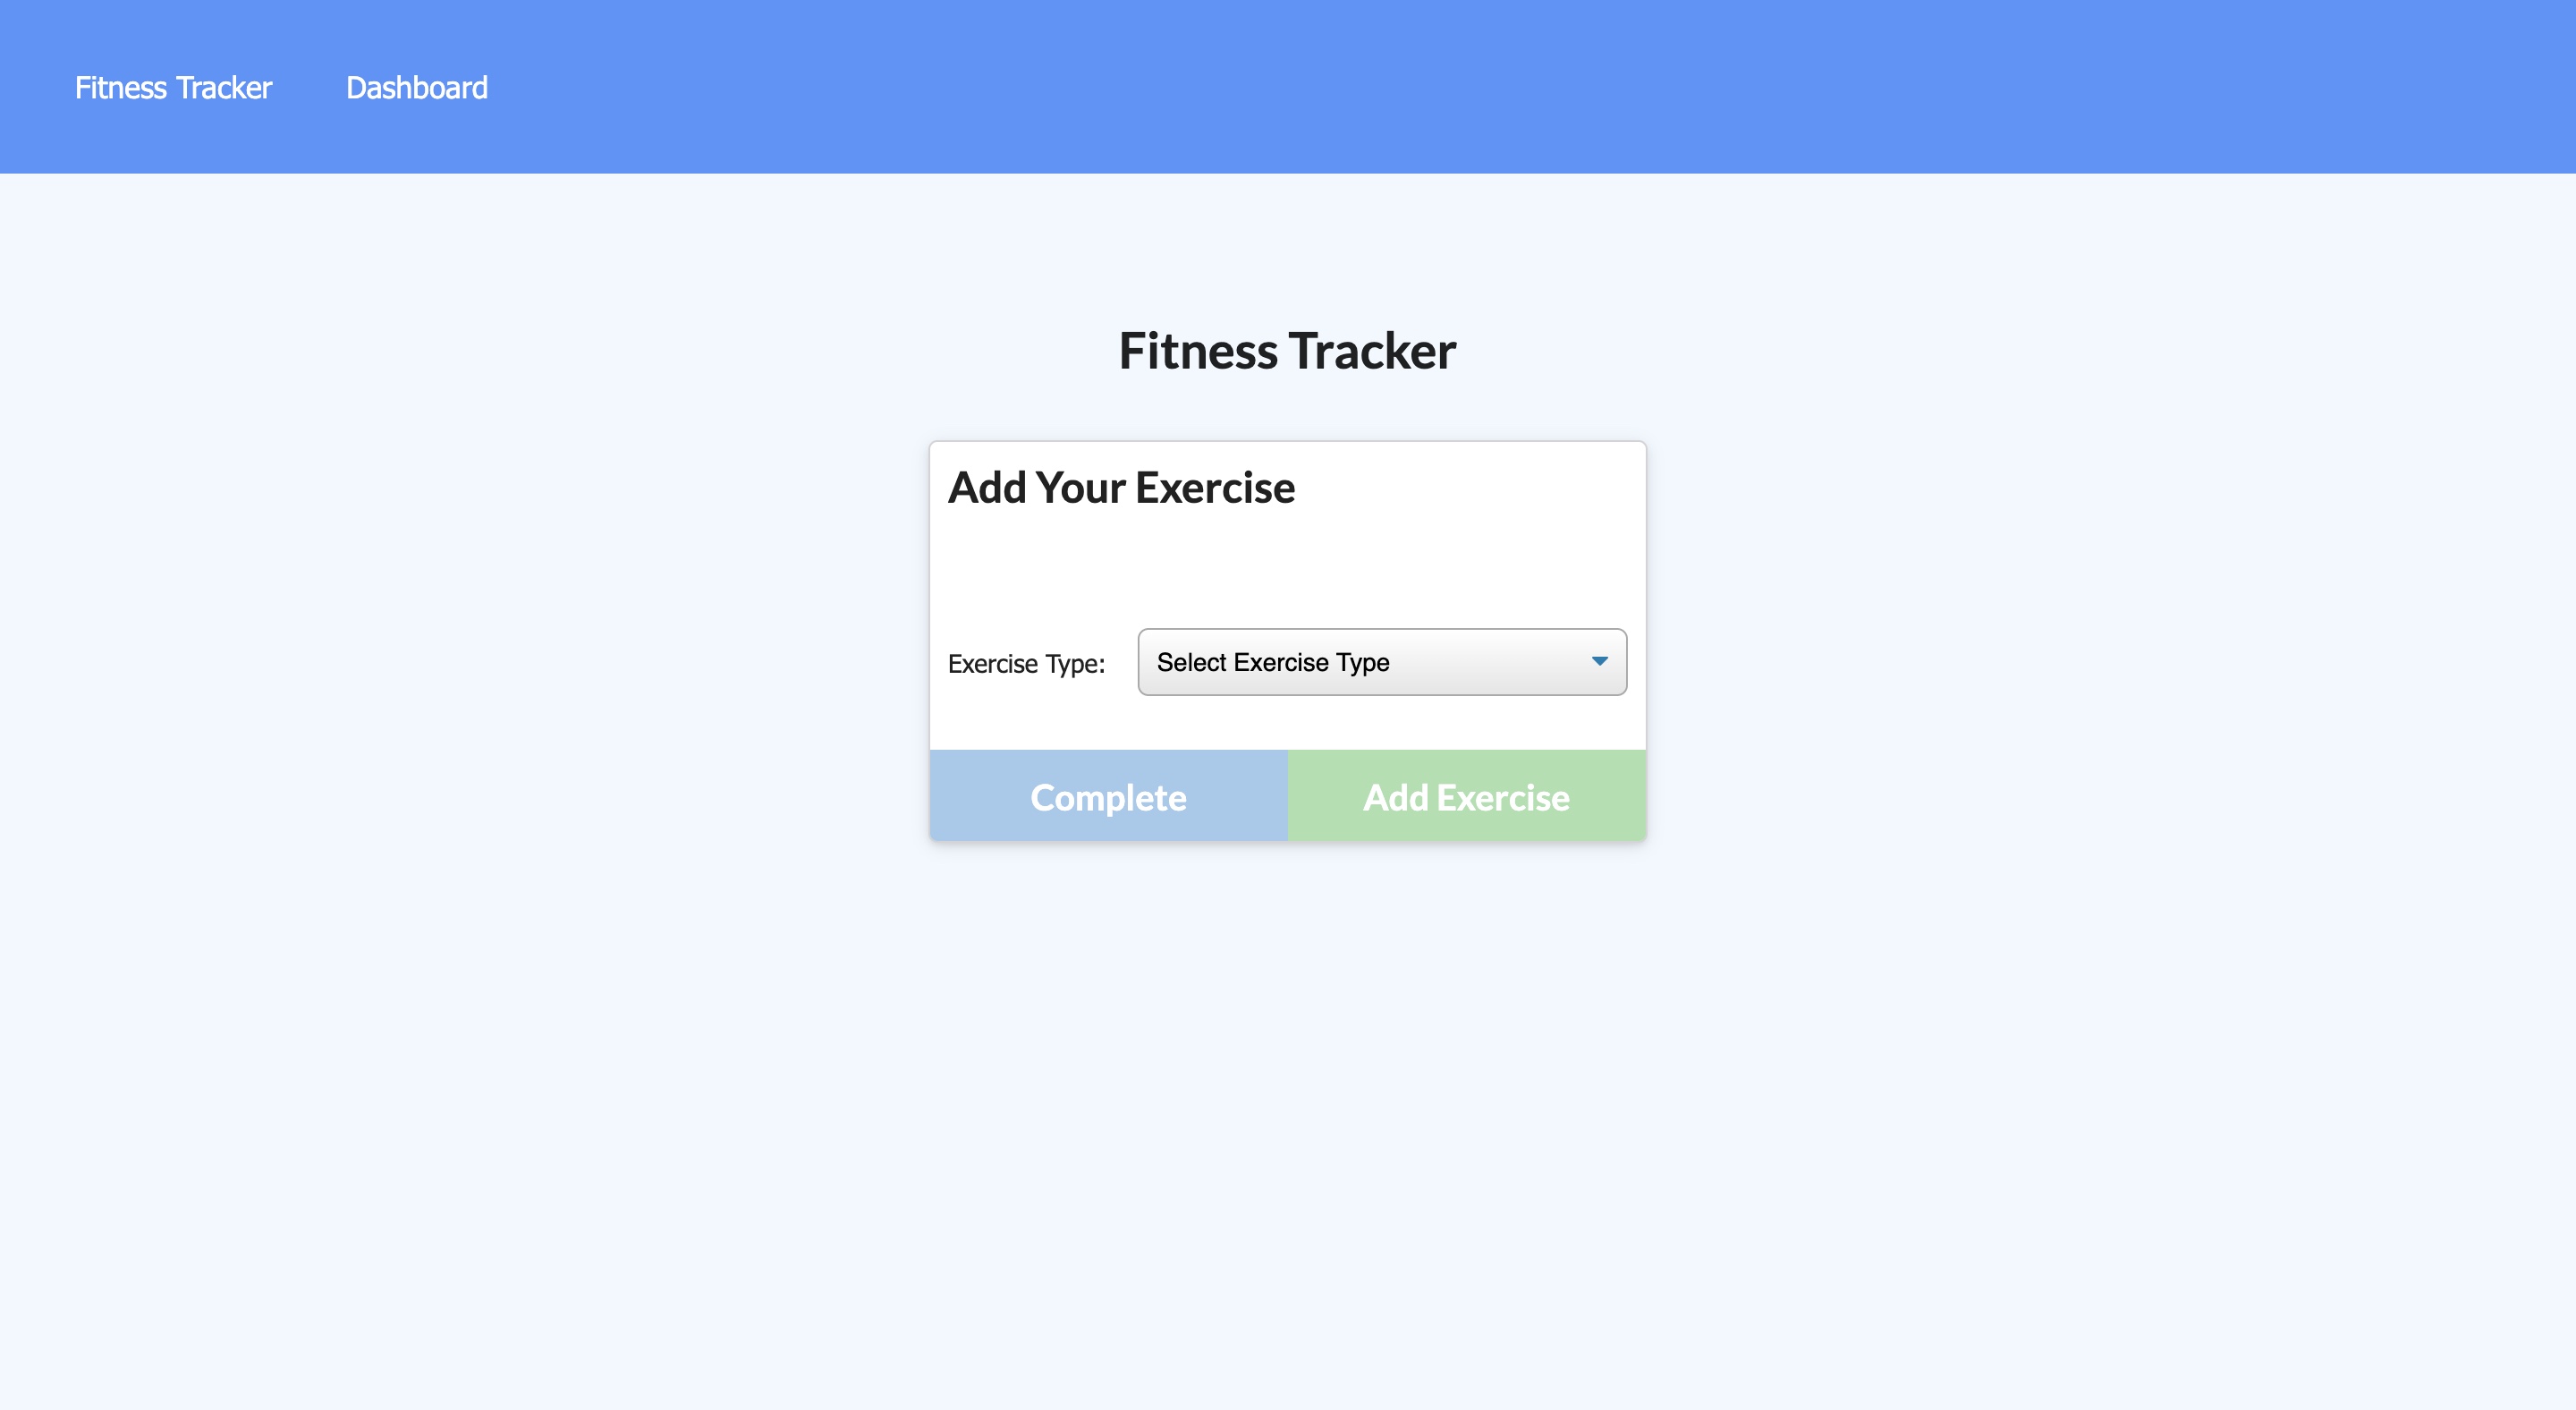 Fitness Tracker Dashboard
Fitness Tracker
Add Your Exercise
Exercise Type: Select Exercise Type
Complete Add Exercise